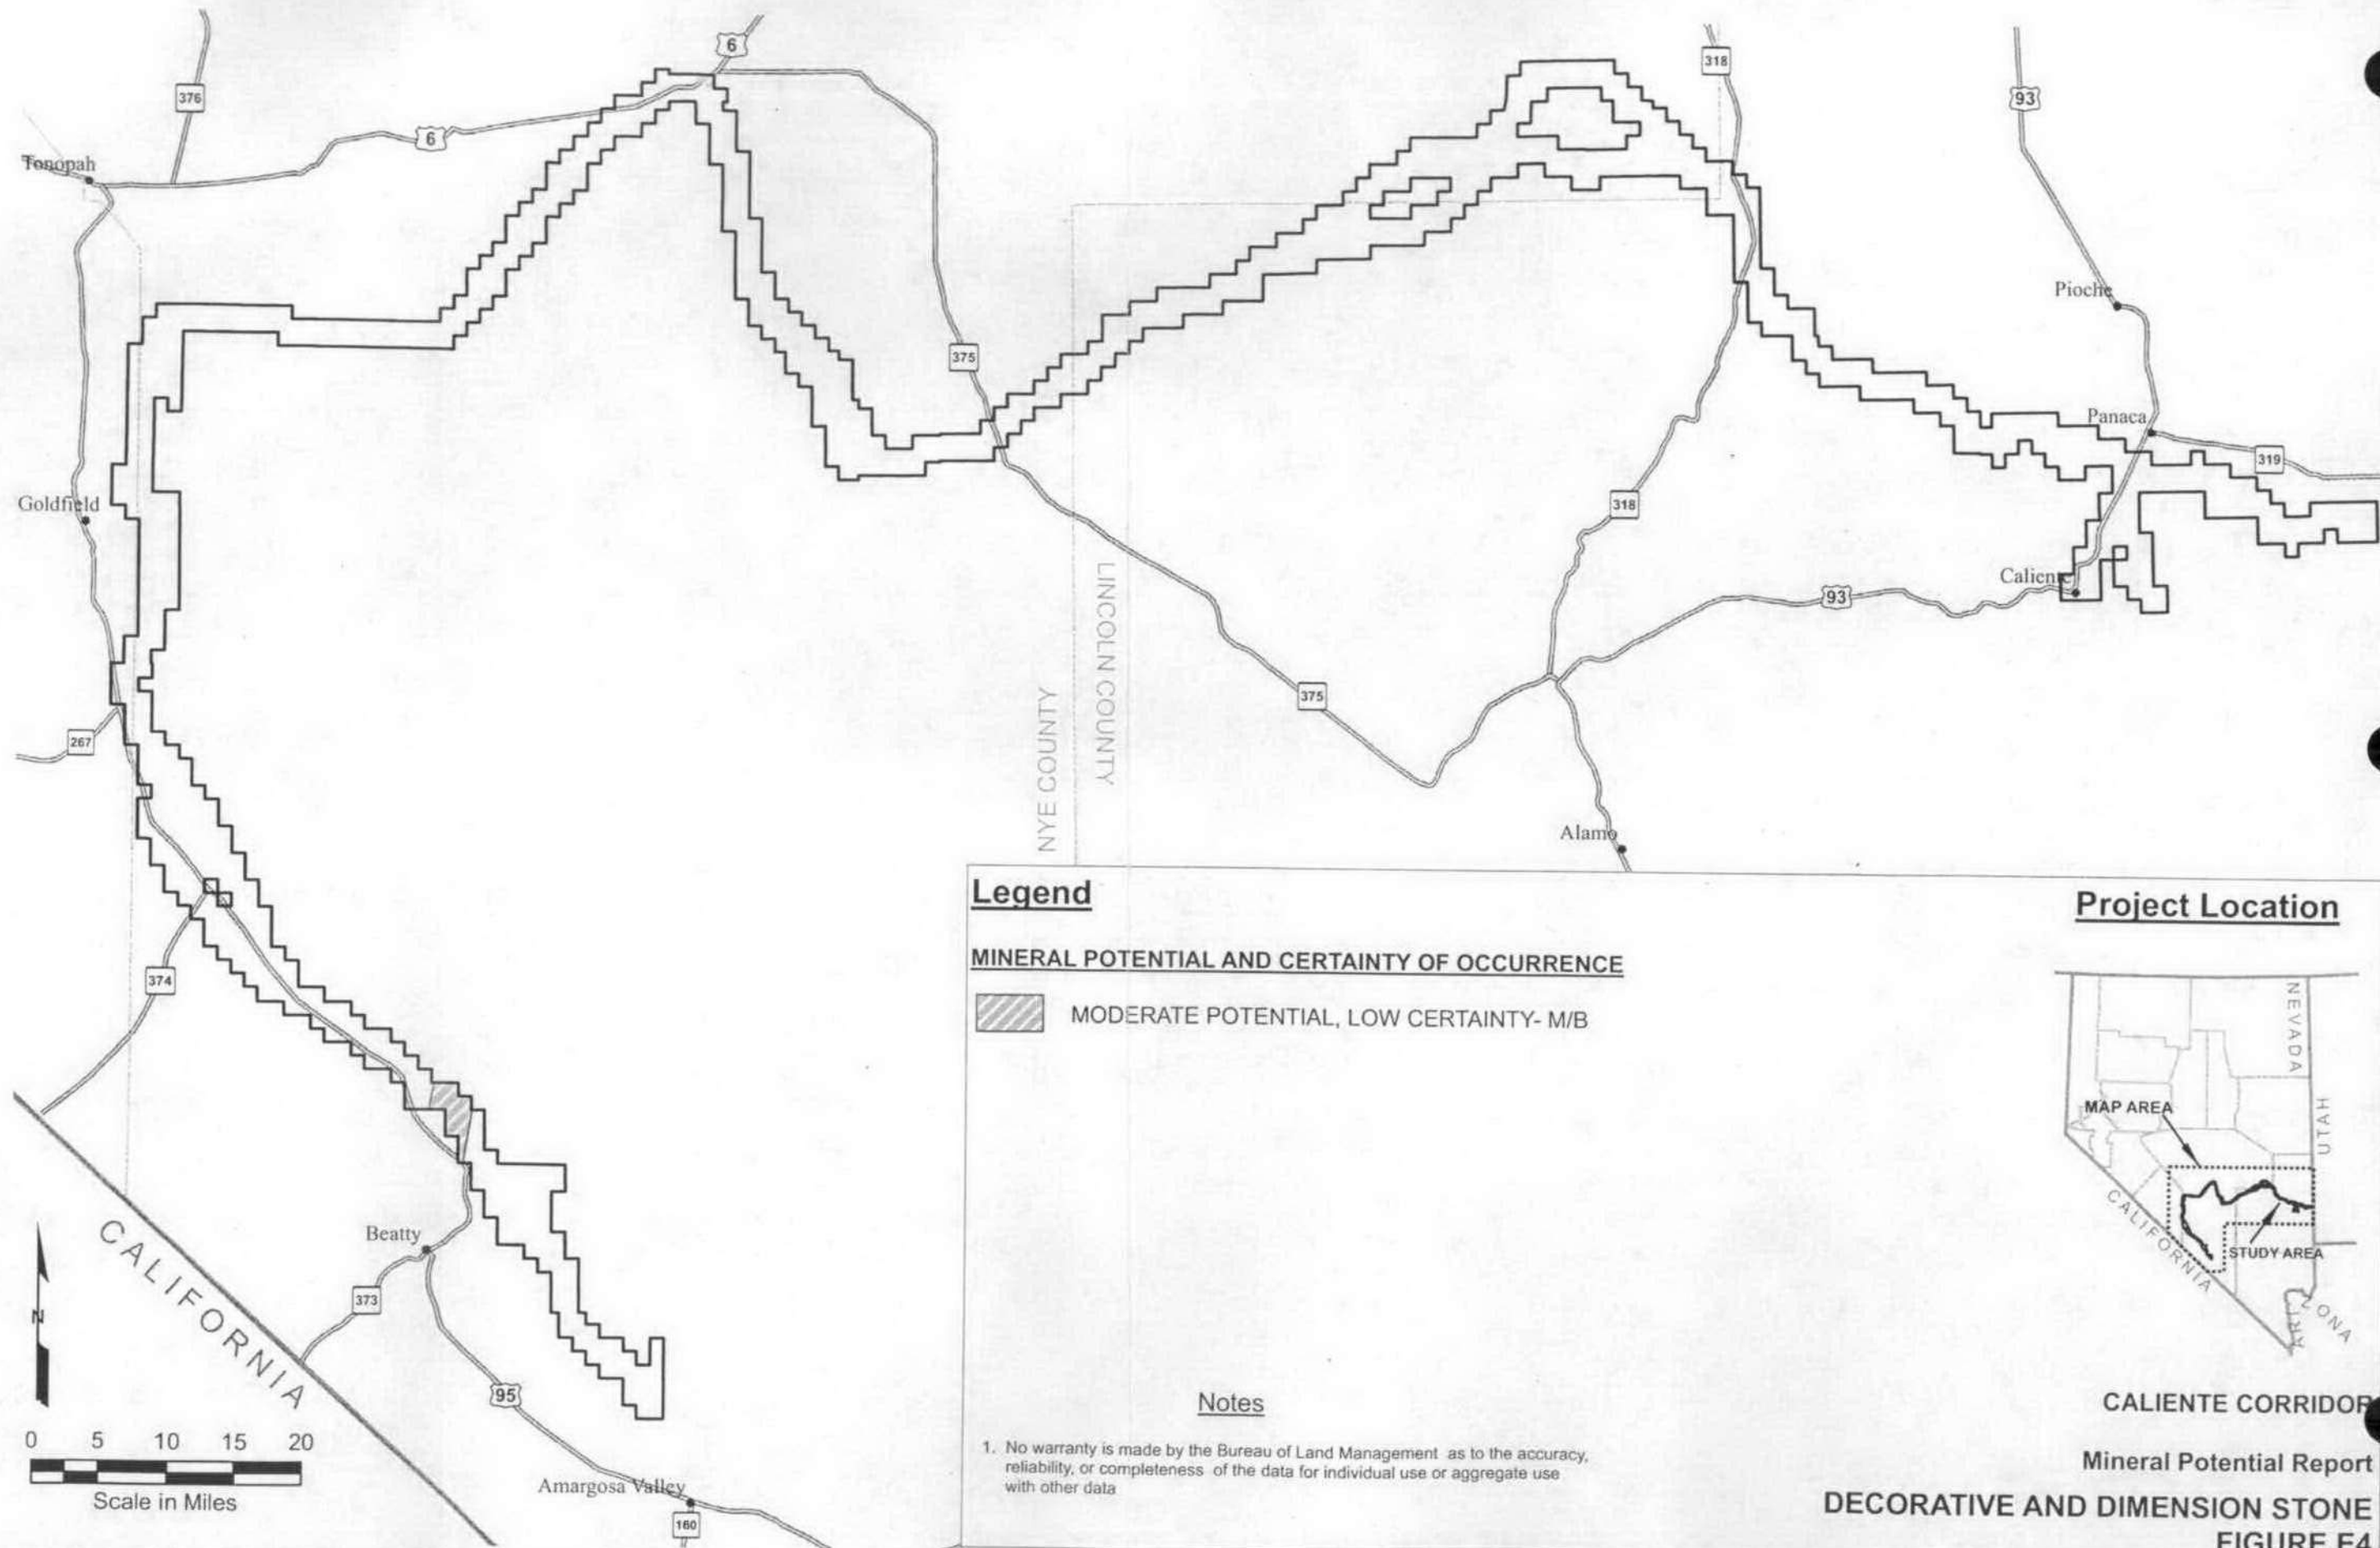 6
318
93
376
6
Tonopah
Pioche
375
Panaca
319
Goldfield
318
Caliente
93
LINCOLN COUNTY
NYE COUNTY
375
267
Alamo
374
Legend
MINERAL POTENTIAL AND CERTAINTY OF OCCURRENCE
MODERATE POTENTIAL, LOW CERTAINTY- M/B
Project Location
NEVADA
UTAH
MAP AREA
CALIFORNIA
STUDY AREA
ARIZONA
Beatty
CALIFORNIA
373
N
95
0 5 10 15 20
Scale in Miles
Amargosa Valley
160
Notes
1. No warranty is made by the Bureau of Land Management as to the accuracy,
reliability, or completeness of the data for individual use or aggregate use
with other data
CALIENTE CORRIDOR
Mineral Potential Report
DECORATIVE AND DIMENSION STONE
FIGURE E4